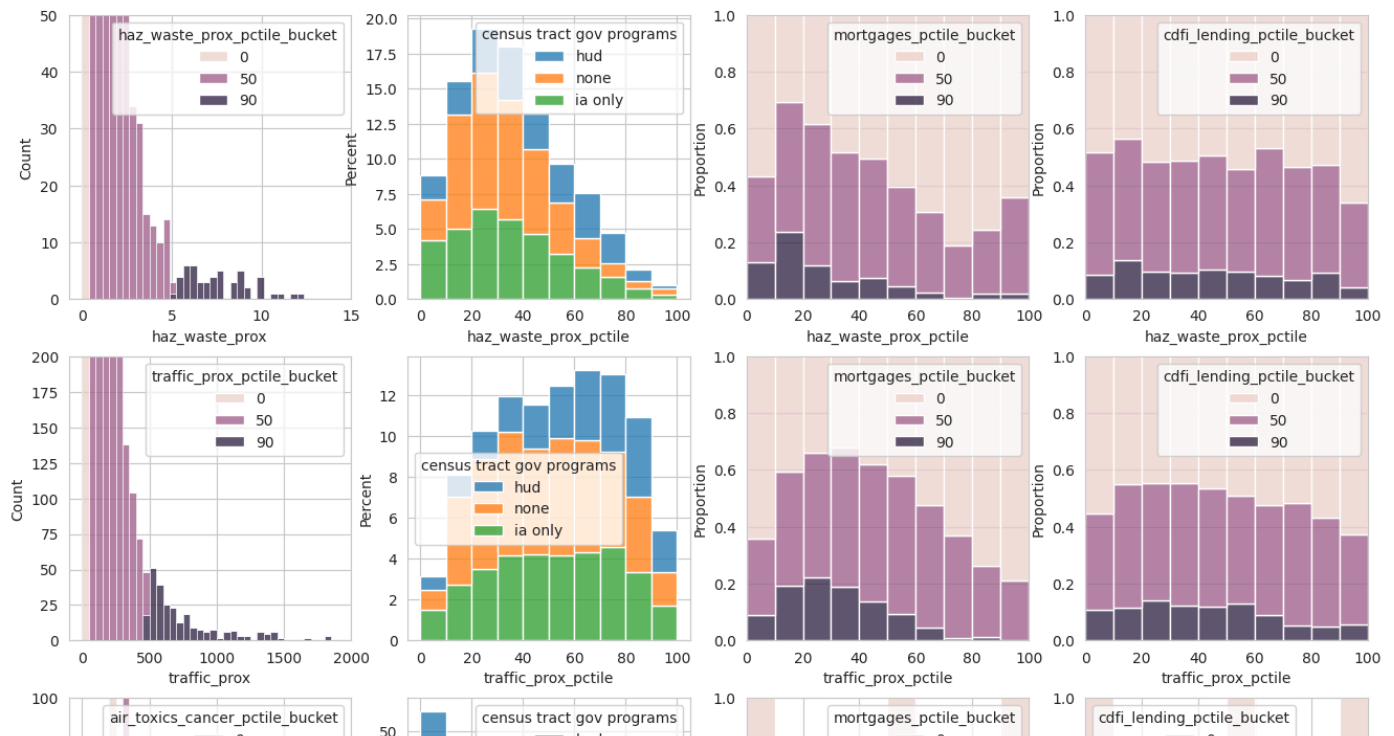 50
40
30
20
10
0
Count
haz_waste_prox_pctile_bucket
0
50
90
0 5 10 15
haz_waste_prox
20.0
17.5
15.0
12.5
10.0
7.5
5.0
2.5
0.0
Percent
census tract gov programs
hud
none
ia only
0 20 40 60 80 100
haz_waste_prox_pctile
1.0
0.8
0.6
0.4
0.2
0.0
Proportion
mortgages_pctile_bucket
0
50
90
0 20 40 60 80 100
haz_waste_prox_pctile
1.0
0.8
0.6
0.4
0.2
0.0
Proportion
cdfi_lending_pctile_bucket
0
50
90
0 20 40 60 80 100
haz_waste_prox_pctile
200
175
150
125
100
75
50
25
0
Count
traffic_prox_pctile_bucket
0
50
90
0 500 1000 1500 2000
traffic_prox
12
10
8
6
4
2
0
Percent
census tract gov programs
hud
none
ia only
0 20 40 60 80 100
traffic_prox_pctile
1.0
0.8
0.6
0.4
0.2
0.0
Proportion
mortgages_pctile_bucket
0
50
90
0 20 40 60 80 100
traffic_prox_pctile
1.0
0.8
0.6
0.4
0.2
0.0
Proportion
cdfi_lending_pctile_bucket
0
50
90
0 20 40 60 80 100
traffic_prox_pctile
100
air_toxics_cancer_pctile_bucket
50
census tract gov programs
1.0
mortgages_pctile_bucket
1.0
cdfi_lending_pctile_bucket